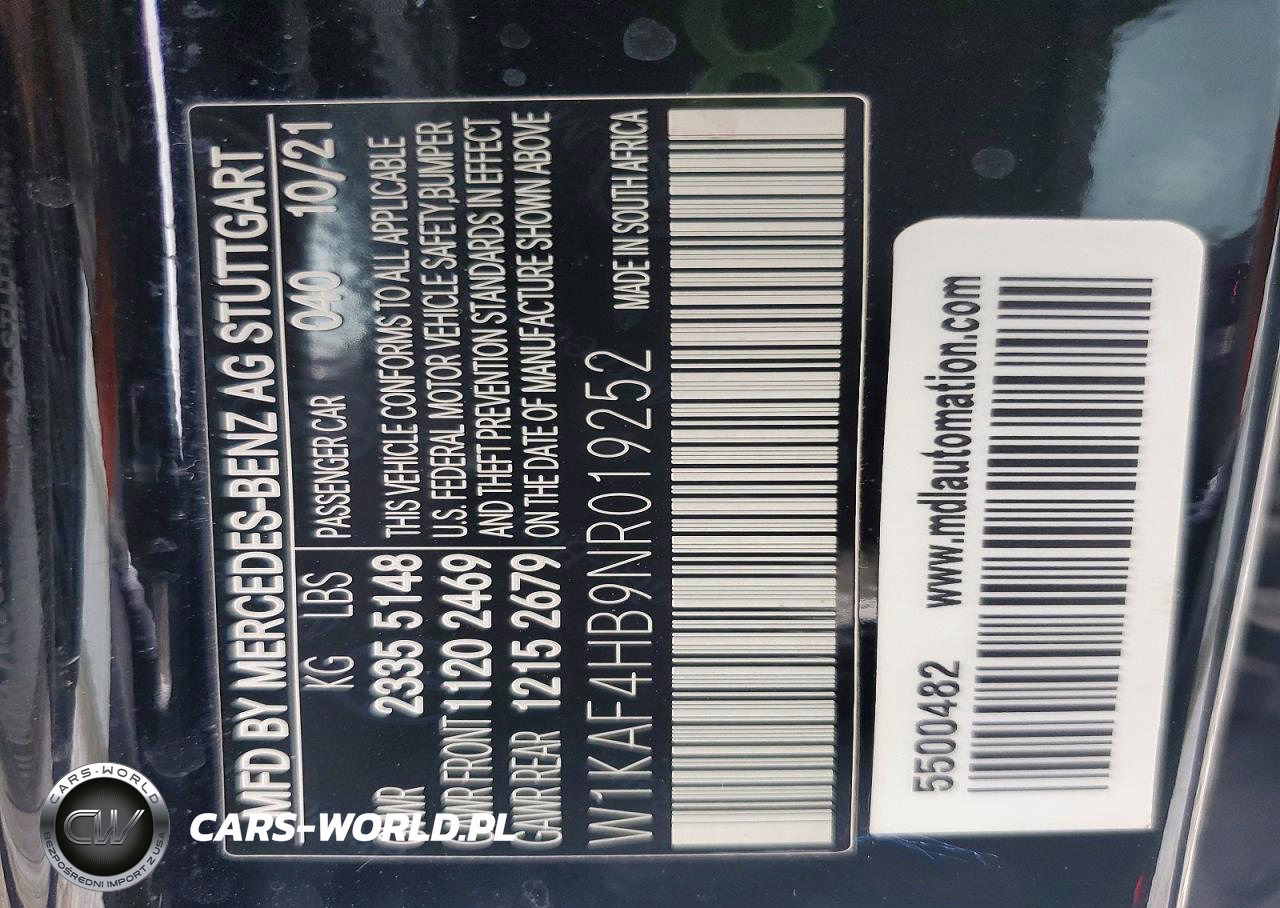 MFD BY MERCEDES-BENZ AG STUTTGART
KG LBS PASSENGER CAR 040 10/21
GVWR 2335 5148 THIS VEHICLE CONFORMS TO ALL APPLICABLE
GAWR FRONT 1120 2469 U.S. FEDERAL MOTOR VEHICLE SAFETY,BUMPER
AND THEFT PREVENTION STANDARDS IN EFFECT
GAWR REAR 1215 2679 ON THE DATE OF MANUFACTURE SHOWN ABOVE
W1KAF4HB9NR019252 MADE IN SOUTH AFRICA
5500482 www.mdlautomation.com
CARS-WORLD
CW
BEZPOŚREDNI IMPORT Z USA
CARS-WORLD.PL